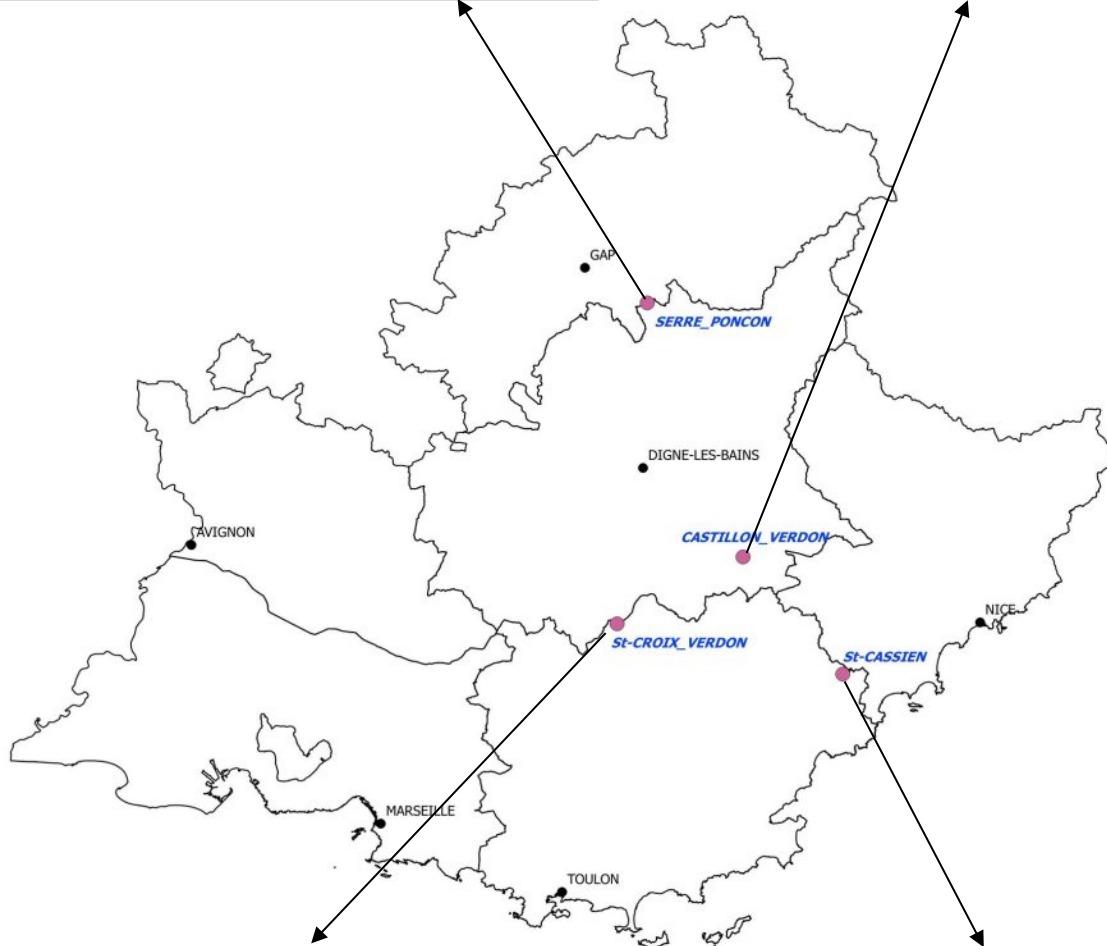 GAP
SERRE_PONCON
DIGNE-LES-BAINS
AVIGNON
CASTILLON_VERDON
NICE
St-CROIX_VERDON
St-CASSIEN
MARSEILLE
TOULON